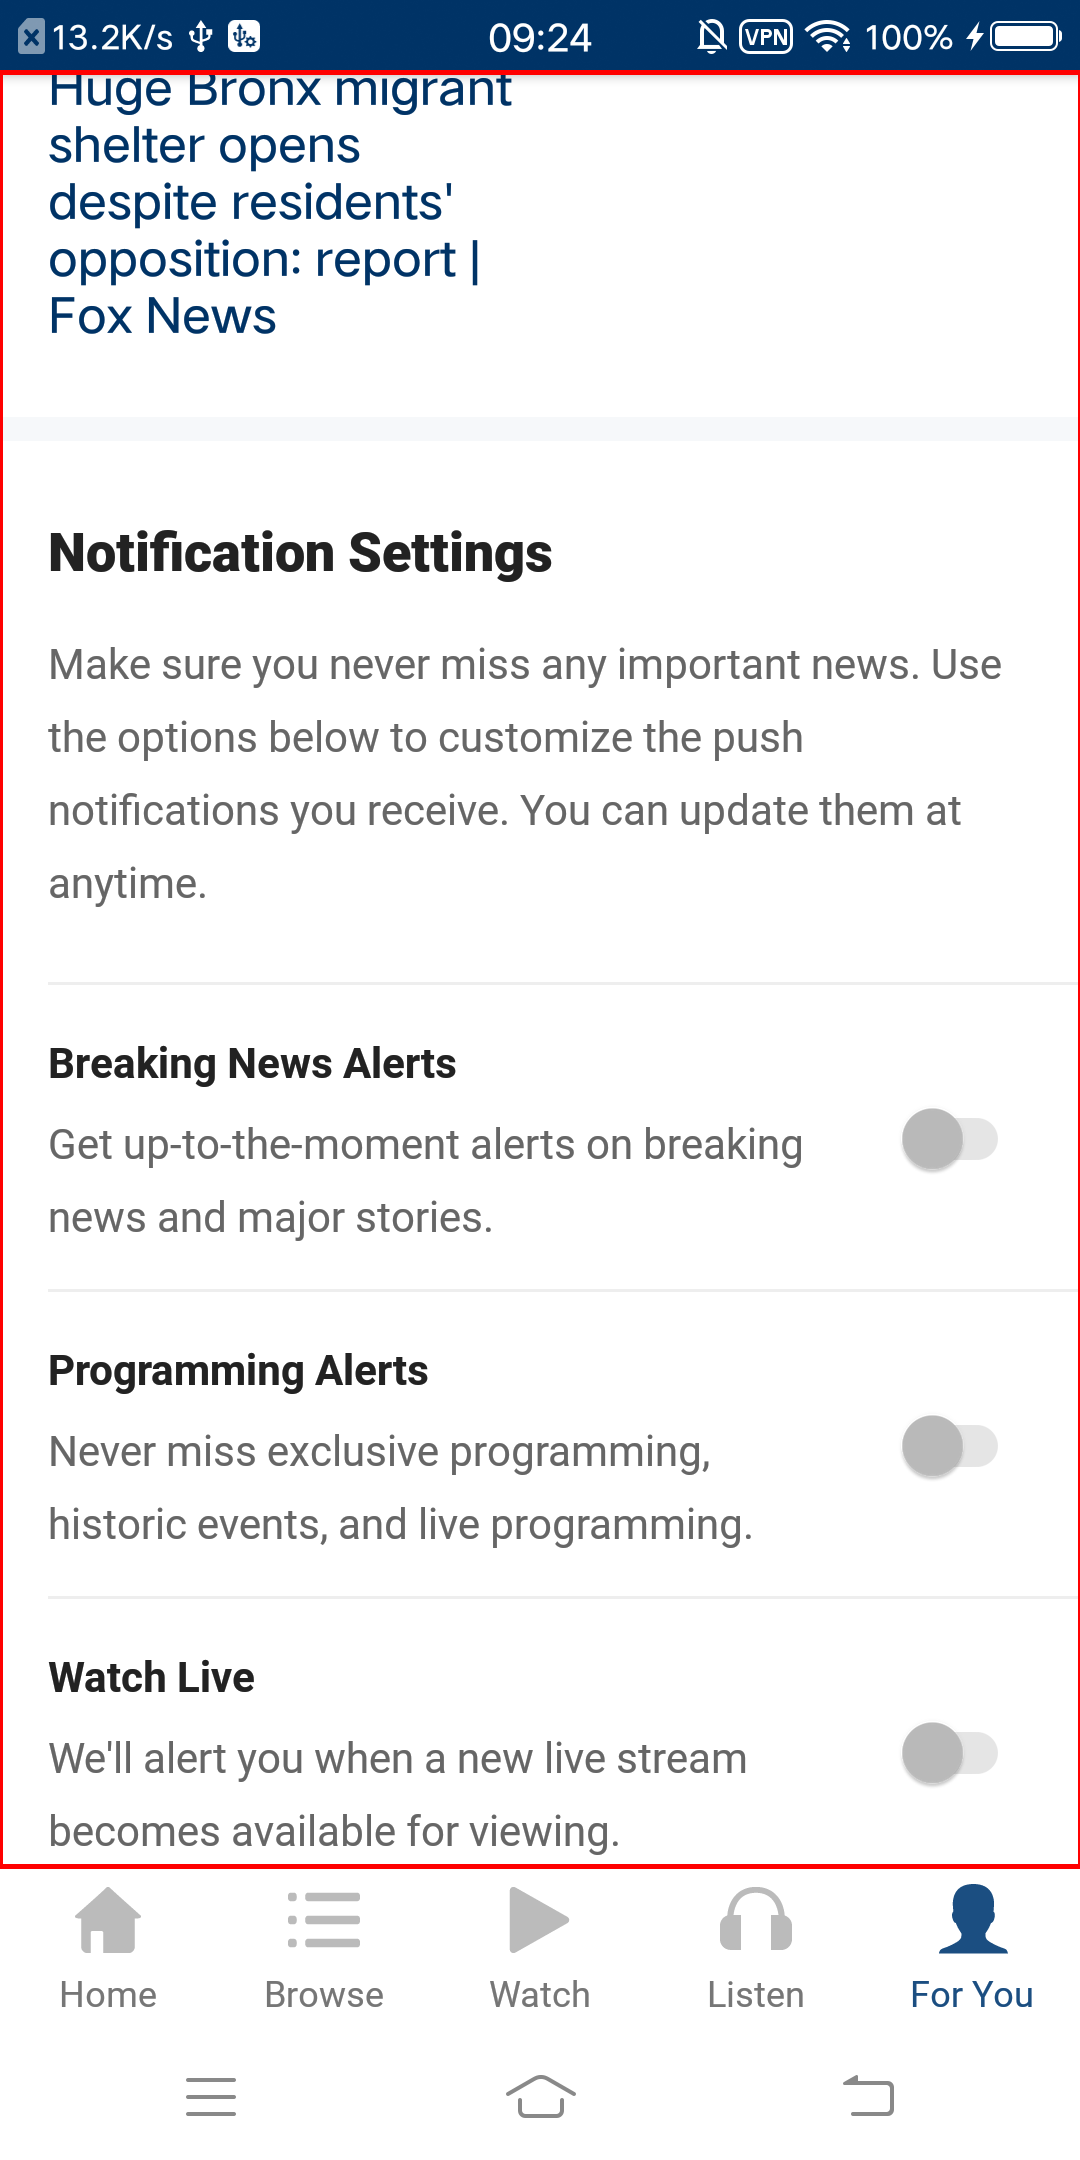 13.2K/s 09:24 VPN 100%
Huge Bronx migrant
shelter opens
despite residents'
opposition: report |
Fox News
Notification Settings
Make sure you never miss any important news. Use
the options below to customize the push
notifications you receive. You can update them at
anytime.
Breaking News Alerts
Get up-to-the-moment alerts on breaking
news and major stories.
Programming Alerts
Never miss exclusive programming,
historic events, and live programming.
Watch Live
We'll alert you when a new live stream
becomes available for viewing.
Home Browse Watch Listen For You